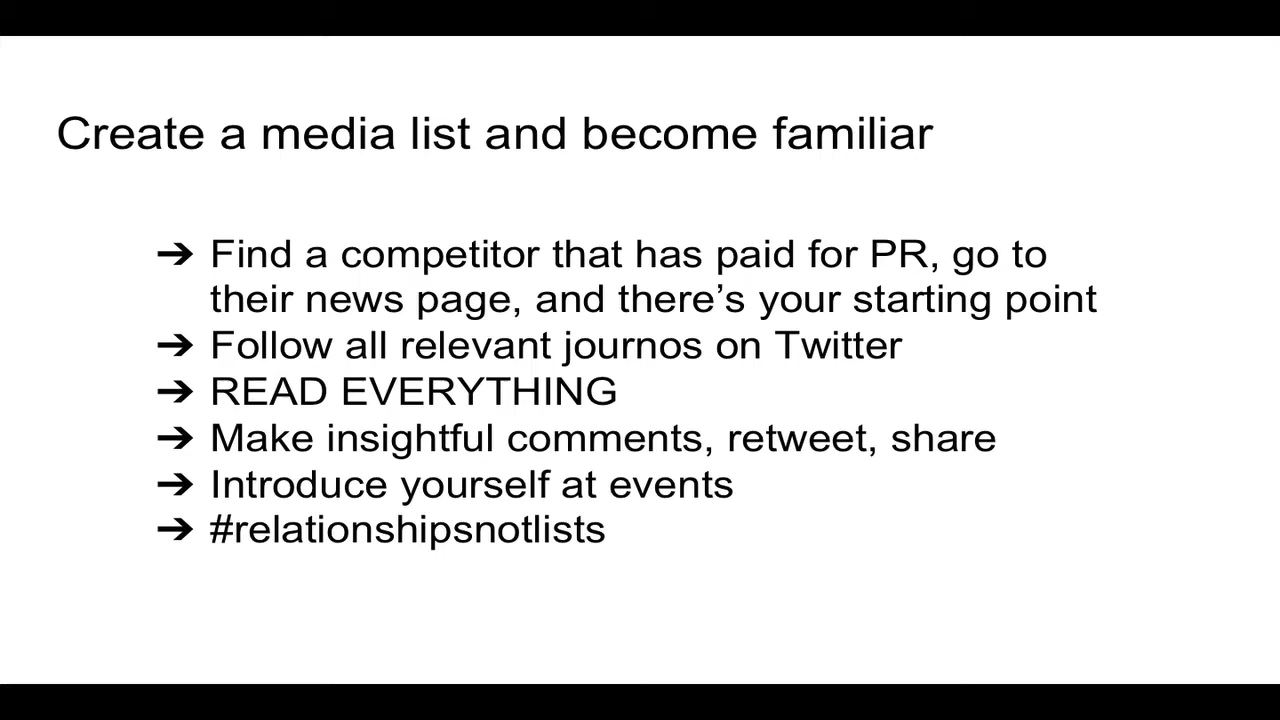 Create a media list and become familiar
➔ Find a competitor that has paid for PR, go to
their news page, and there’s your starting point
➔ Follow all relevant journos on Twitter
➔ READ EVERYTHING
➔ Make insightful comments, retweet, share
➔ Introduce yourself at events
➔ #relationshipsnotlists